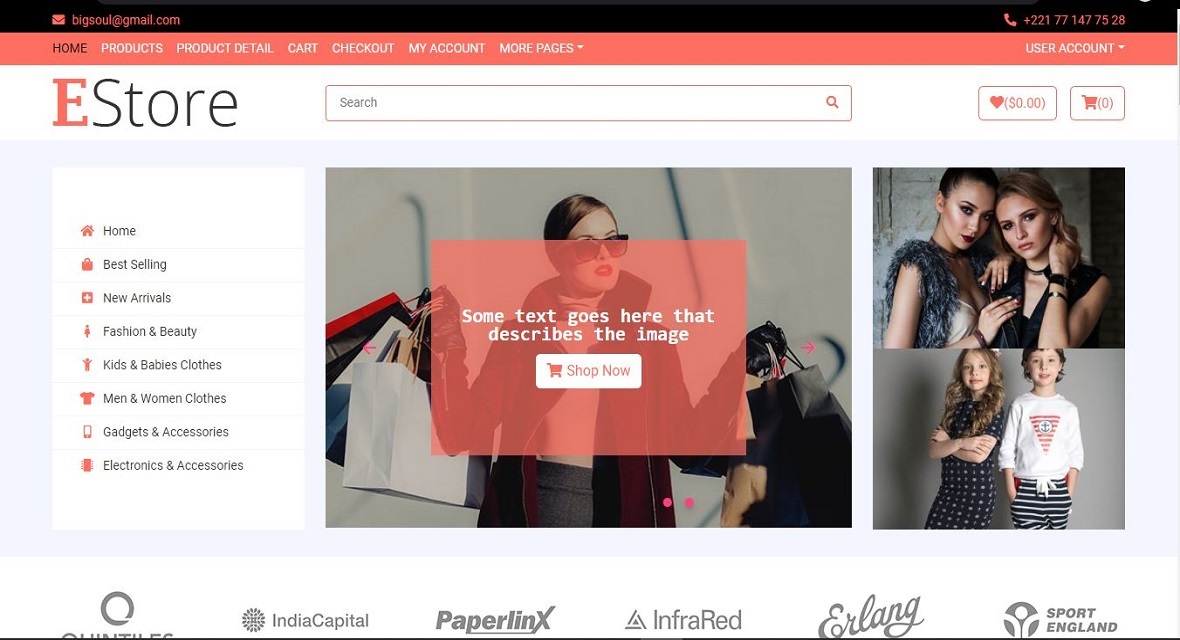 bigsoul@gmail.com
+221 77 147 75 28
HOME PRODUCTS PRODUCT DETAIL CART CHECKOUT MY ACCOUNT MORE PAGES
USER ACCOUNT
EStore
Search
($0.00)
(0)
Home
Best Selling
New Arrivals
Fashion & Beauty
Kids & Babies Clothes
Men & Women Clothes
Gadgets & Accessories
Electronics & Accessories
Some text goes here that
describes the image
Shop Now
QUINTILES
IndiaCapital
PaperlinX
InfraRed
Erlang
SPORT
ENGLAND